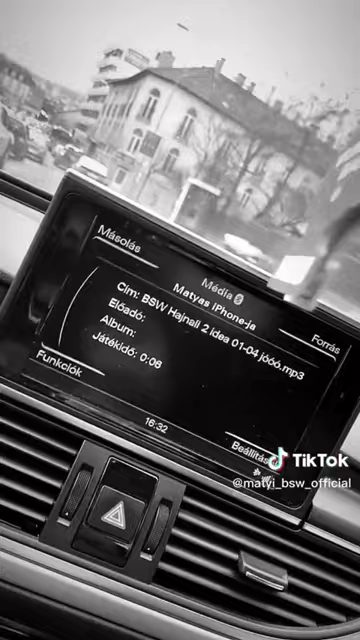 Másolás
Média
Matyas iPhone-ja
Forrás
Cím: BSW Hajnali 2 idea 01-04 jóóó.mp3
Előadó:
Album:
Játékidő: 0:08
Funkciók
16:32
Beállítás
TikTok
@matyi_bsw_official